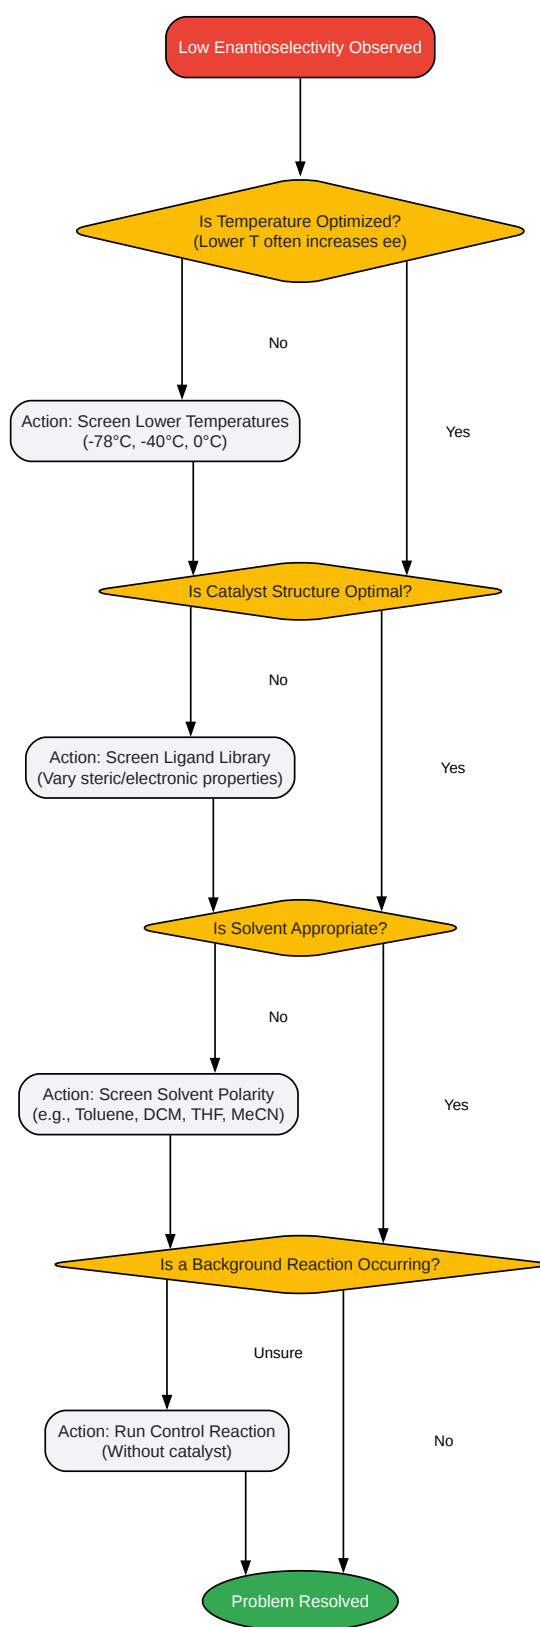 Low Enantioselectivity Observed
Is Temperature Optimized?
(Lower T often increases ee)
No
Yes
Action: Screen Lower Temperatures
(-78°C, -40°C, 0°C)
Is Catalyst Structure Optimal?
No
Yes
Action: Screen Ligand Library
(Vary steric/electronic properties)
Is Solvent Appropriate?
No
Yes
Action: Screen Solvent Polarity
(e.g., Toluene, DCM, THF, MeCN)
Is a Background Reaction Occurring?
Unsure
No
Action: Run Control Reaction
(Without catalyst)
Problem Resolved